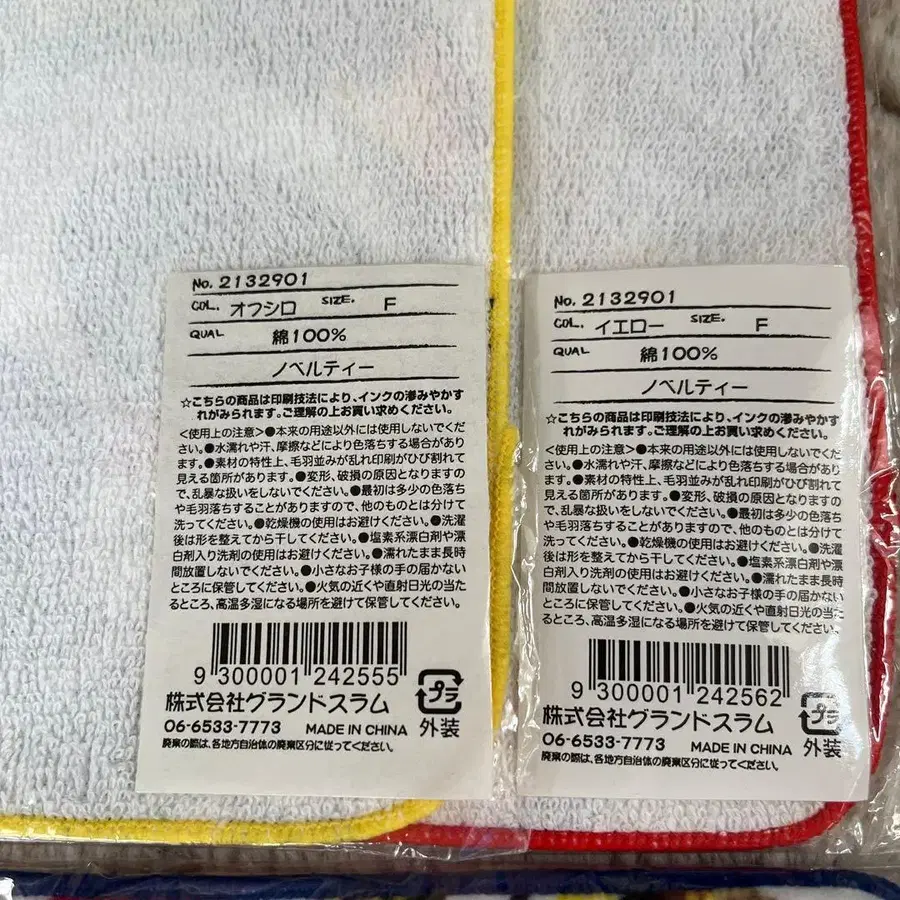 No. 2132901
COL. オフシロ SIZE. F
QUAL 綿100%
ノベルティー
☆こちらの商品は印刷技法により、インクの滲みやかす
れがみられます。ご理解の上お買い求めください。
<使用上の注意>●本来の用途以外には使用しないでくだ
さい。●水濡れや汗、摩擦などにより色落ちする場合があり
ます。●素材の特性上、毛羽並みが乱れ印刷がひび割れて
見える箇所があります。●変形、破損の原因となりますの
で、乱暴な扱いをしないでください。●最初は多少の色落ち
や毛羽落ちすることがありますので、他のものとは分けて
洗ってください。●乾燥機の使用はお避けください。●洗濯
後は形を整えてから干してください。●塩素系漂白剤や漂
白剤入り洗剤の使用はお避けください。●濡れたまま長時
間放置しないでください。●小さなお子様の手の届かない
ところに保管してください。●火気の近くや直射日光の当た
るところ、高温多湿になる場所を避けて保管してください。
9 300001 242555
株式会社グランドスラム
プラ
外装
06-6533-7773 MADE IN CHINA
廃棄の際は、各地方自治体の廃棄区分に従ってください。
No. 2132901
COL. イエロー SIZE. F
QUAL 綿100%
ノベルティー
☆こちらの商品は印刷技法により、インクの滲みやかす
れがみられます。ご理解の上お買い求めください。
<使用上の注意>●本来の用途以外には使用しないでくだ
さい。●水濡れや汗、摩擦などにより色落ちする場合があり
ます。●素材の特性上、毛羽並みが乱れ印刷がひび割れて
見える箇所があります。●変形、破損の原因となりますの
で、乱暴な扱いをしないでください。●最初は多少の色落ち
や毛羽落ちすることがありますので、他のものとは分けて
洗ってください。●乾燥機の使用はお避けください。●洗濯
後は形を整えてから干してください。●塩素系漂白剤や漂
白剤入り洗剤の使用はお避けください。●濡れたまま長時
間放置しないでください。●小さなお子様の手の届かない
ところに保管してください。●火気の近くや直射日光の当た
るところ、高温多湿になる場所を避けて保管してください。
9 300001 242562
株式会社グランドスラム
プラ
外装
06-6533-7773 MADE IN CHINA
廃棄の際は、各地方自治体の廃棄区分に従ってください。